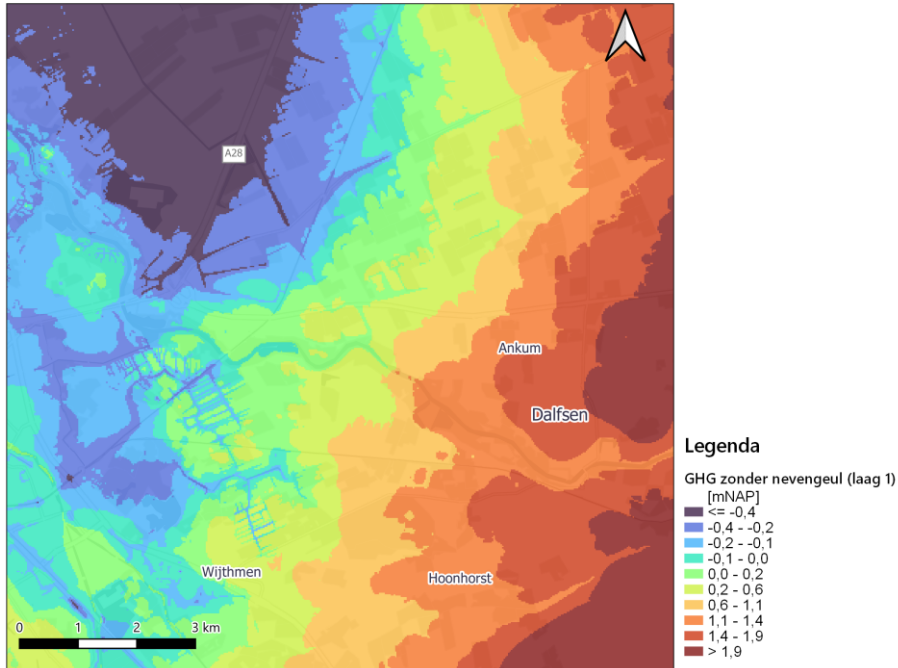 A28
Ankum
Dalfsen
Wijthmen
Hoonhorst
0 1 2 3 km
Legenda
GHG zonder nevengeul (laag 1)
[mNAP]
<= -0,4
-0,4 - -0,2
-0,2 - -0,1
-0,1 - 0,0
0,0 - 0,2
0,2 - 0,6
0,6 - 1,1
1,1 - 1,4
1,4 - 1,9
> 1,9